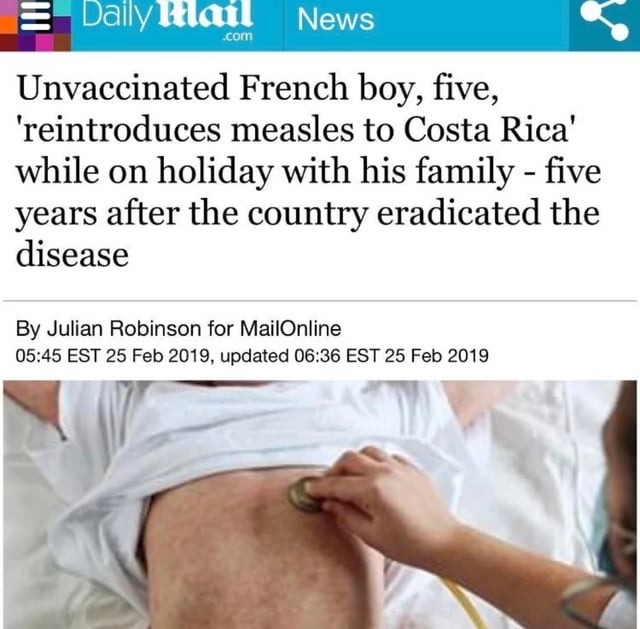 Daily Mail News
.com
Unvaccinated French boy, five,
'reintroduces measles to Costa Rica'
while on holiday with his family - five
years after the country eradicated the
disease
By Julian Robinson for MailOnline
05:45 EST 25 Feb 2019, updated 06:36 EST 25 Feb 2019